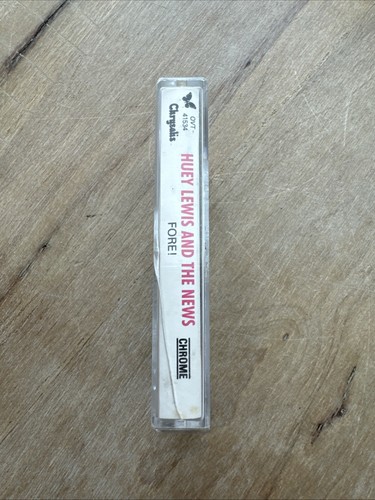 OVT-
41534
Chrysalis
HUEY LEWIS AND THE NEWS
FORE!
CHROME